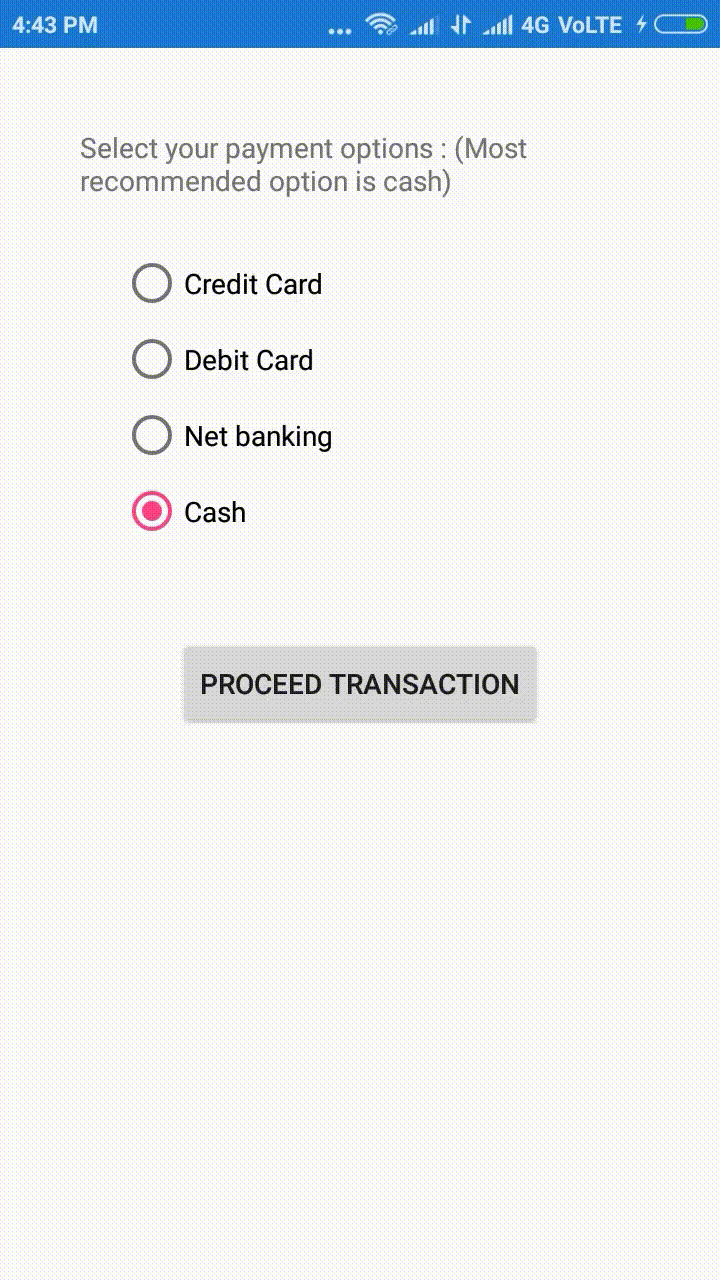 4:43 PM ... 4G VoLTE
Select your payment options : (Most
recommended option is cash)
Credit Card
Debit Card
Net banking
Cash
PROCEED TRANSACTION